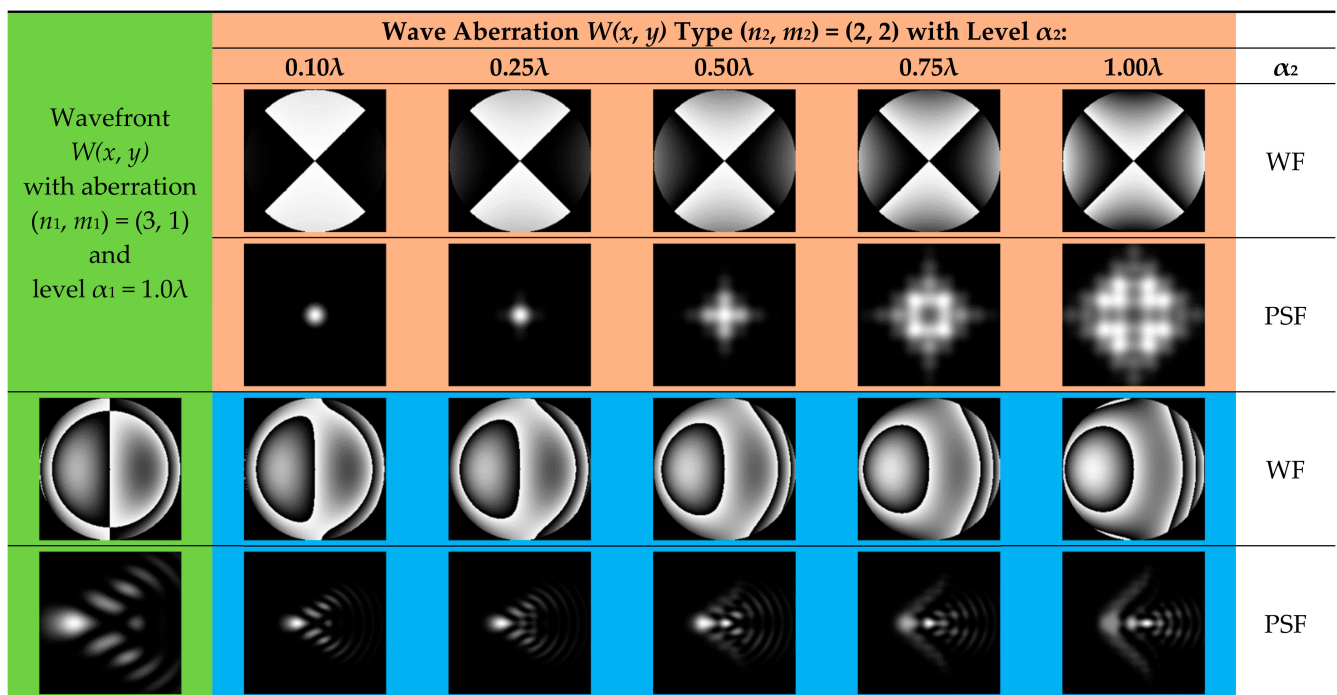 Wave Aberration W(x, y) Type (n₂, m₂) = (2, 2) with Level α₂:
0.10λ 0.25λ 0.50λ 0.75λ 1.00λ α₂
Wavefront
W(x, y)
with aberration
(n₁, m₁) = (3, 1)
and
level α₁ = 1.0λ
WF
PSF
WF
PSF